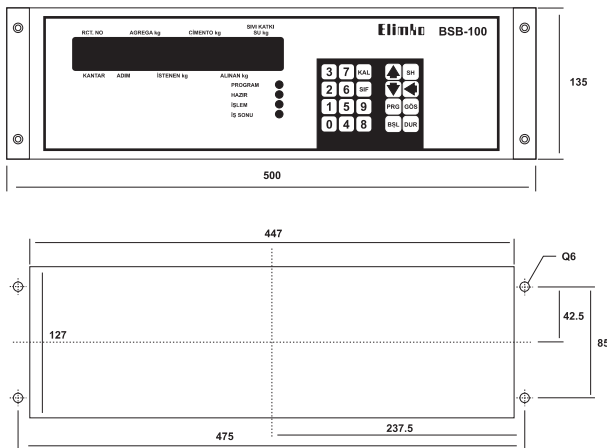 SIVI KATKI
RCT. NO AGREGA kg CİMENTO kg SU kg
Elimko BSB-100
KANTAR ADIM İSTENEN kg ALINAN kg
PROGRAM
HAZIR
İŞLEM
İŞ SONU
3 7 KAL SH
2 6 SIF
1 5 9 PRG GÖS
0 4 8 BŞL DUR
135
500
447
Q6
42.5
127
85
237.5
475